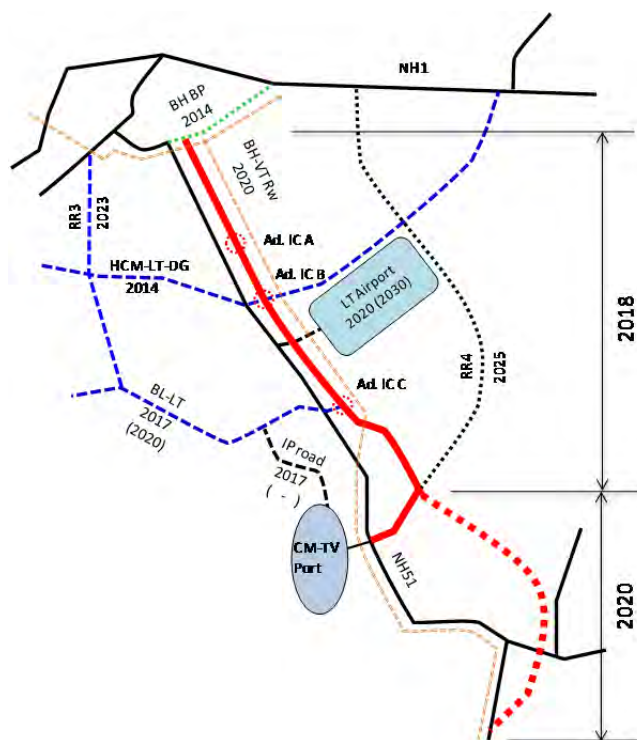 NH1
BH BP
2014
BH-VT Rw
2020
RR3
2023
Ad. IC A
HCM-LT-DG
2014
Ad. IC B
LT Airport
2020 (2030)
2018
RR4
2025
Ad. IC C
BL-LT
2017
(2020)
IP road
2017
( - )
CM-TV
Port
NH51
2020